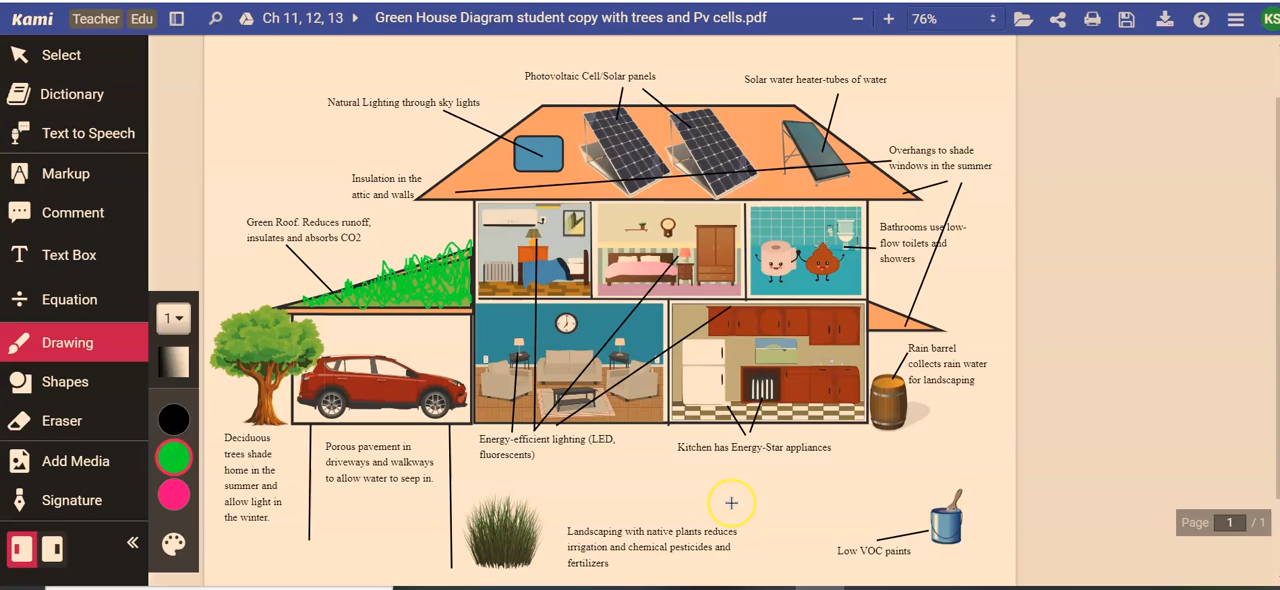 Kami
Teacher
Edu
Ch 11, 12, 13
Green House Diagram student copy with trees and Pv cells.pdf
76%
KS
Select
Dictionary
Text to Speech
Markup
Comment
Text Box
Equation
Drawing
Shapes
Eraser
Add Media
Signature
1
Photovoltaic Cell/Solar panels
Solar water heater-tubes of water
Natural Lighting through sky lights
Overhangs to shade
windows in the summer
Insulation in the
attic and walls
Green Roof. Reduces runoff,
insulates and absorbs CO2
Bathrooms use low-
flow toilets and
showers
Rain barrel
collects rain water
for landscaping
Deciduous
trees shade
home in the
summer and
allow light in
the winter.
Porous pavement in
driveways and walkways
to allow water to seep in.
Energy-efficient lighting (LED,
fluorescents)
Kitchen has Energy-Star appliances
Landscaping with native plants reduces
irrigation and chemical pesticides and
fertilizers
Low VOC paints
Page 1 / 1